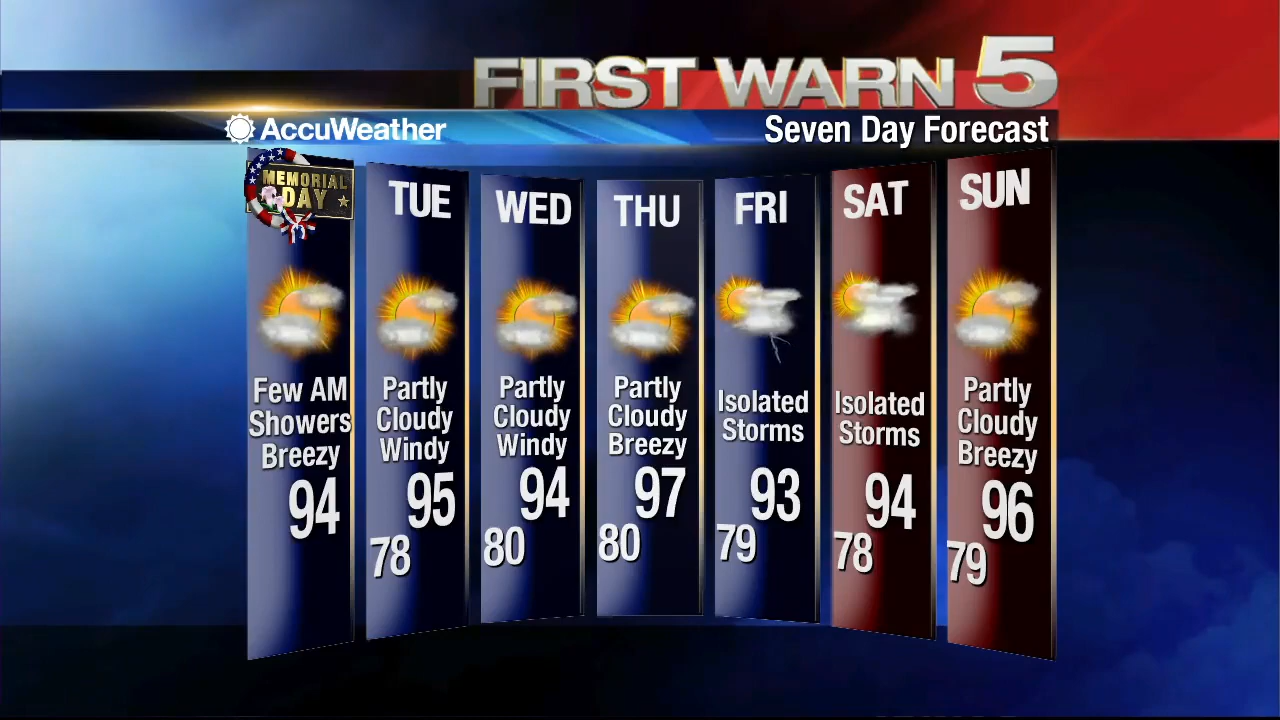 FIRST WARN 5
AccuWeather
Seven Day Forecast
MEMORIAL
DAY
Few AM
Showers
Breezy
94
TUE
Partly
Cloudy
Windy
95
78
WED
Partly
Cloudy
Windy
94
80
THU
Partly
Cloudy
Breezy
97
80
FRI
Isolated
Storms
93
79
SAT
Isolated
Storms
94
78
SUN
Partly
Cloudy
Breezy
96
79